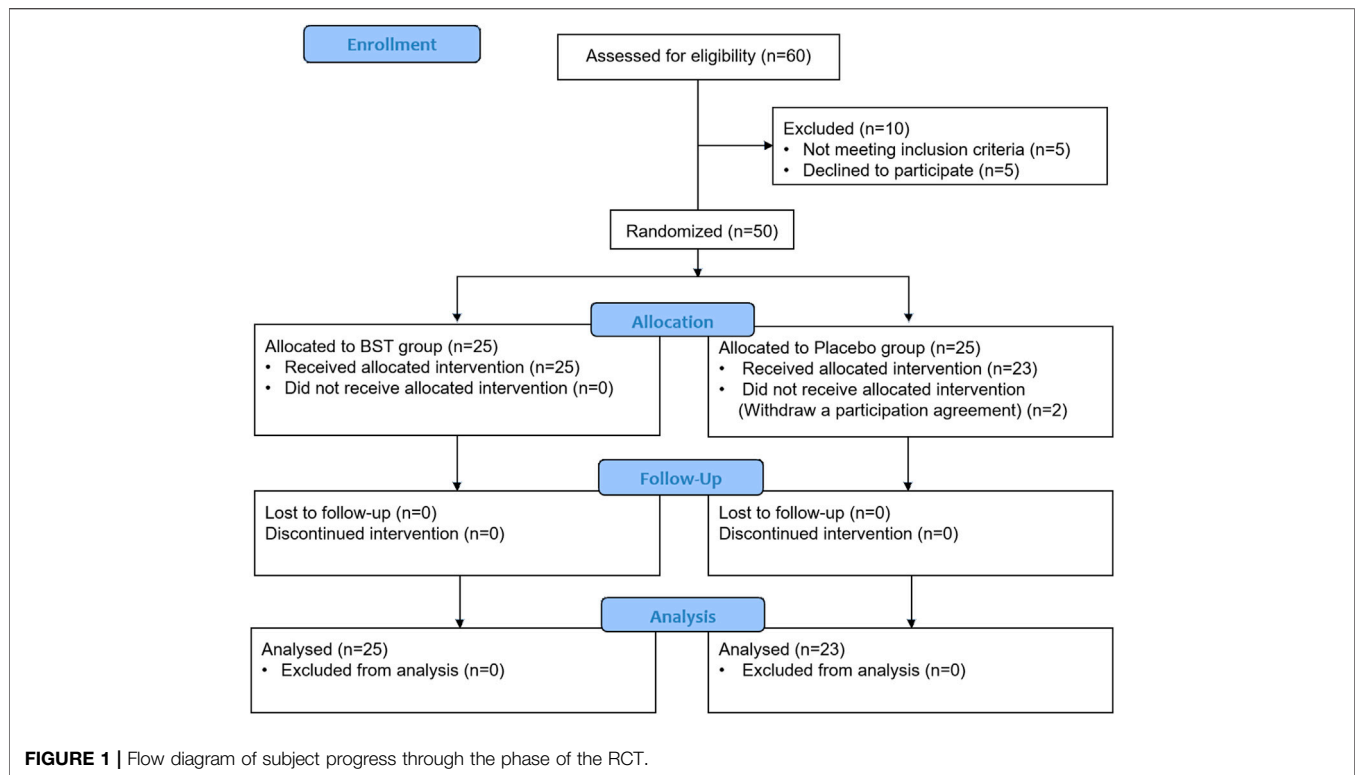 Enrollment
Assessed for eligibility (n=60)
Excluded (n=10)
• Not meeting inclusion criteria (n=5)
• Declined to participate (n=5)
Randomized (n=50)
Allocation
Allocated to BST group (n=25)
• Received allocated intervention (n=25)
• Did not receive allocated intervention (n=0)
Allocated to Placebo group (n=25)
• Received allocated intervention (n=23)
• Did not receive allocated intervention
(Withdraw a participation agreement) (n=2)
Follow-Up
Lost to follow-up (n=0)
Discontinued intervention (n=0)
Lost to follow-up (n=0)
Discontinued intervention (n=0)
Analysis
Analysed (n=25)
• Excluded from analysis (n=0)
Analysed (n=23)
• Excluded from analysis (n=0)
FIGURE 1 | Flow diagram of subject progress through the phase of the RCT.